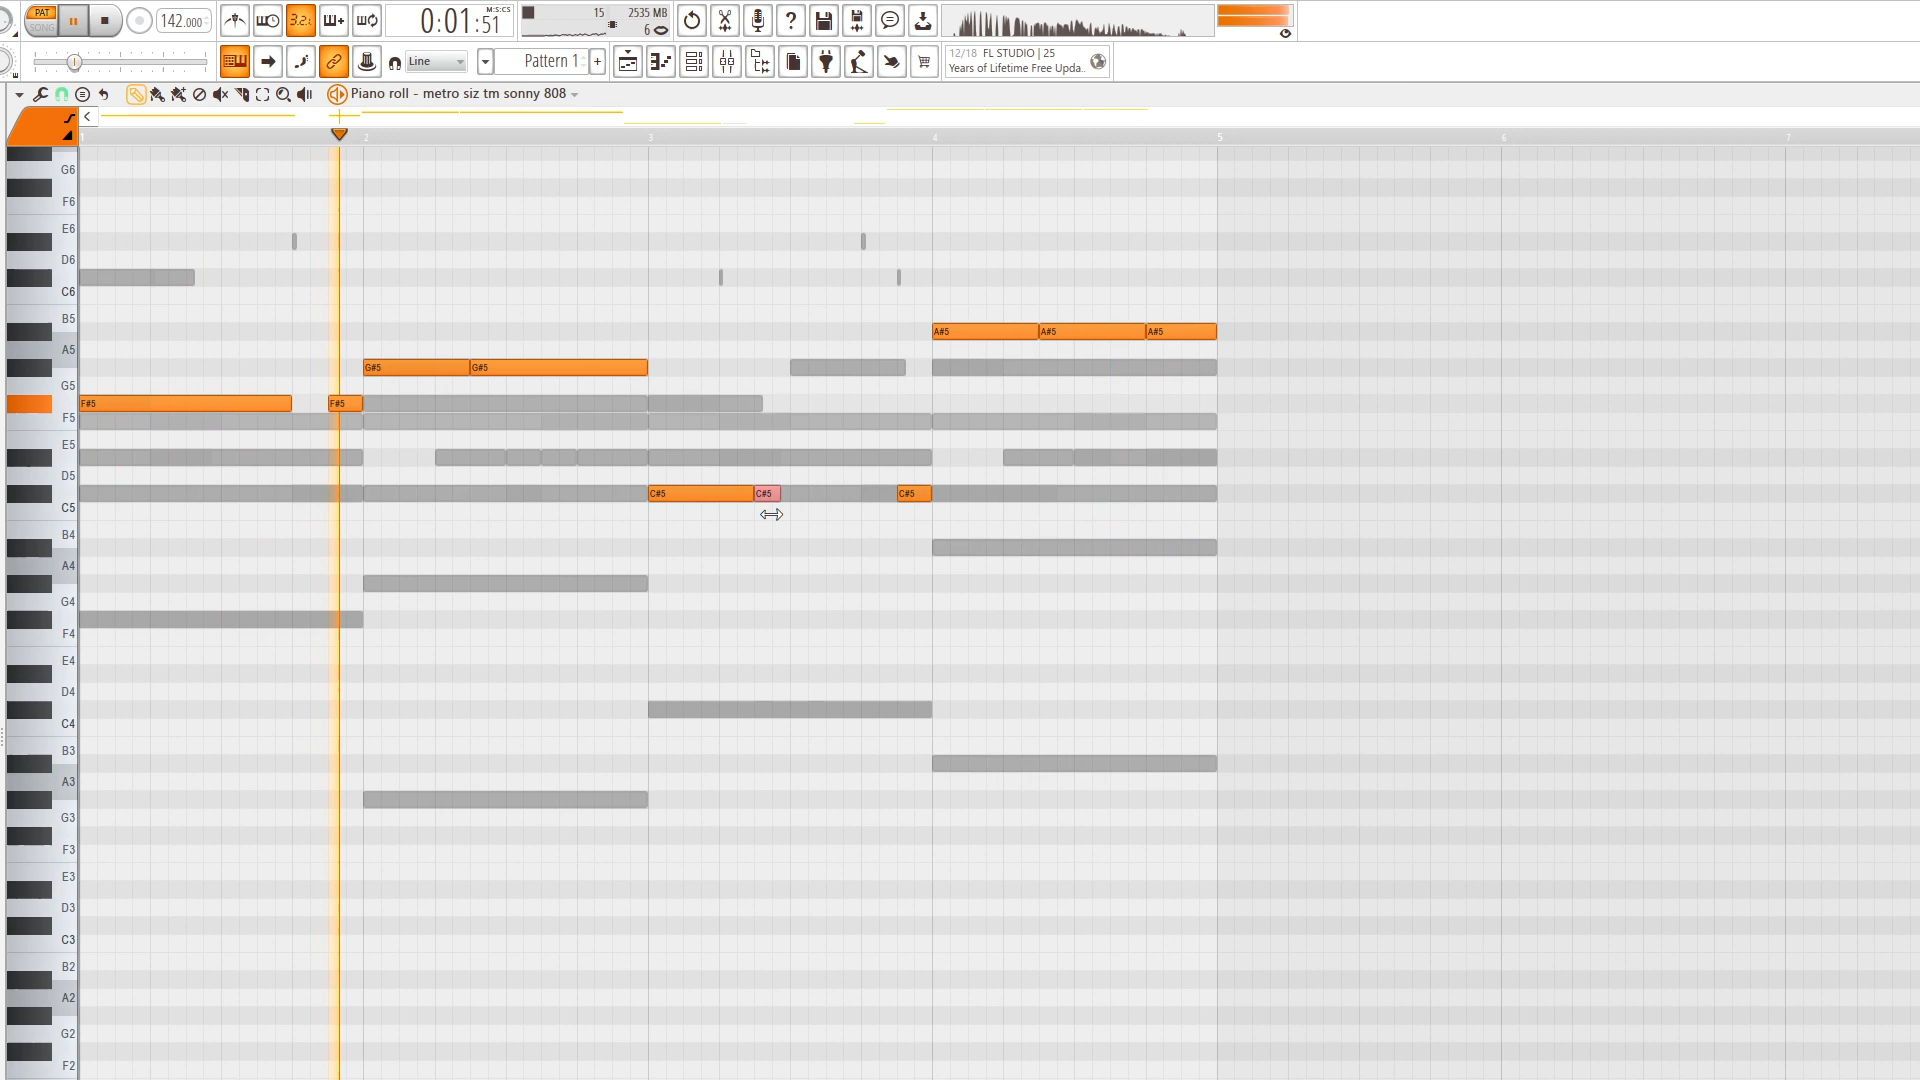 PAT
SONG
142.000
3.2.
0:01:51
M:S:CS
15
2535 MB
6
Line
Pattern 1
+
12/18 FL STUDIO | 25
Years of Lifetime Free Upda..
Piano roll - metro siz tm sonny 808
2
3
4
5
6
7
G6
F6
E6
D6
C6
B5
A#5 A#5 A#5
A5
G#5 G#5
G5
F#5 F#5
F5
E5
D5
C#5 C#5 C#5
C5
B4
A4
G4
F4
E4
D4
C4
B3
A3
G3
F3
E3
D3
C3
B2
A2
G2
F2